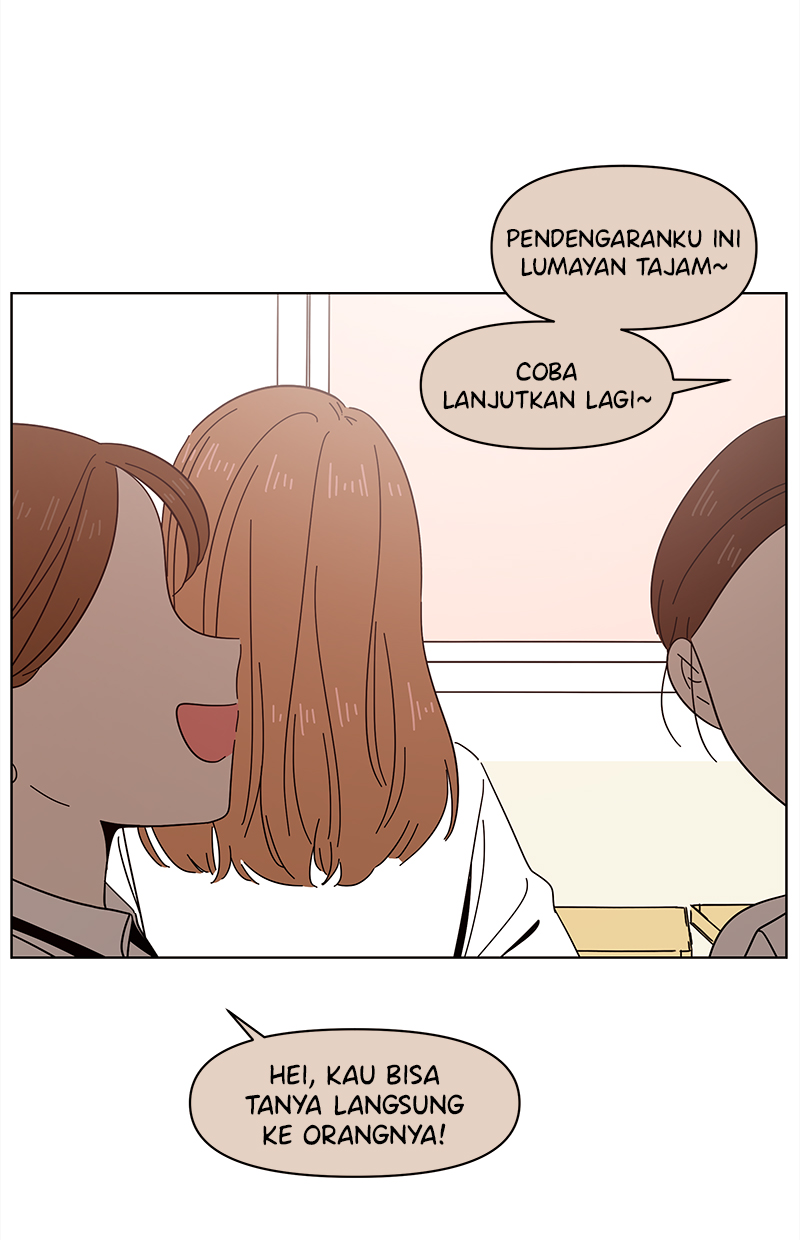 PENDENGARANKU INI
LUMAYAN TAJAM~
COBA
LANJUTKAN LAGI~
HEI, KAU BISA
TANYA LANGSUNG
KE ORANGNYA!